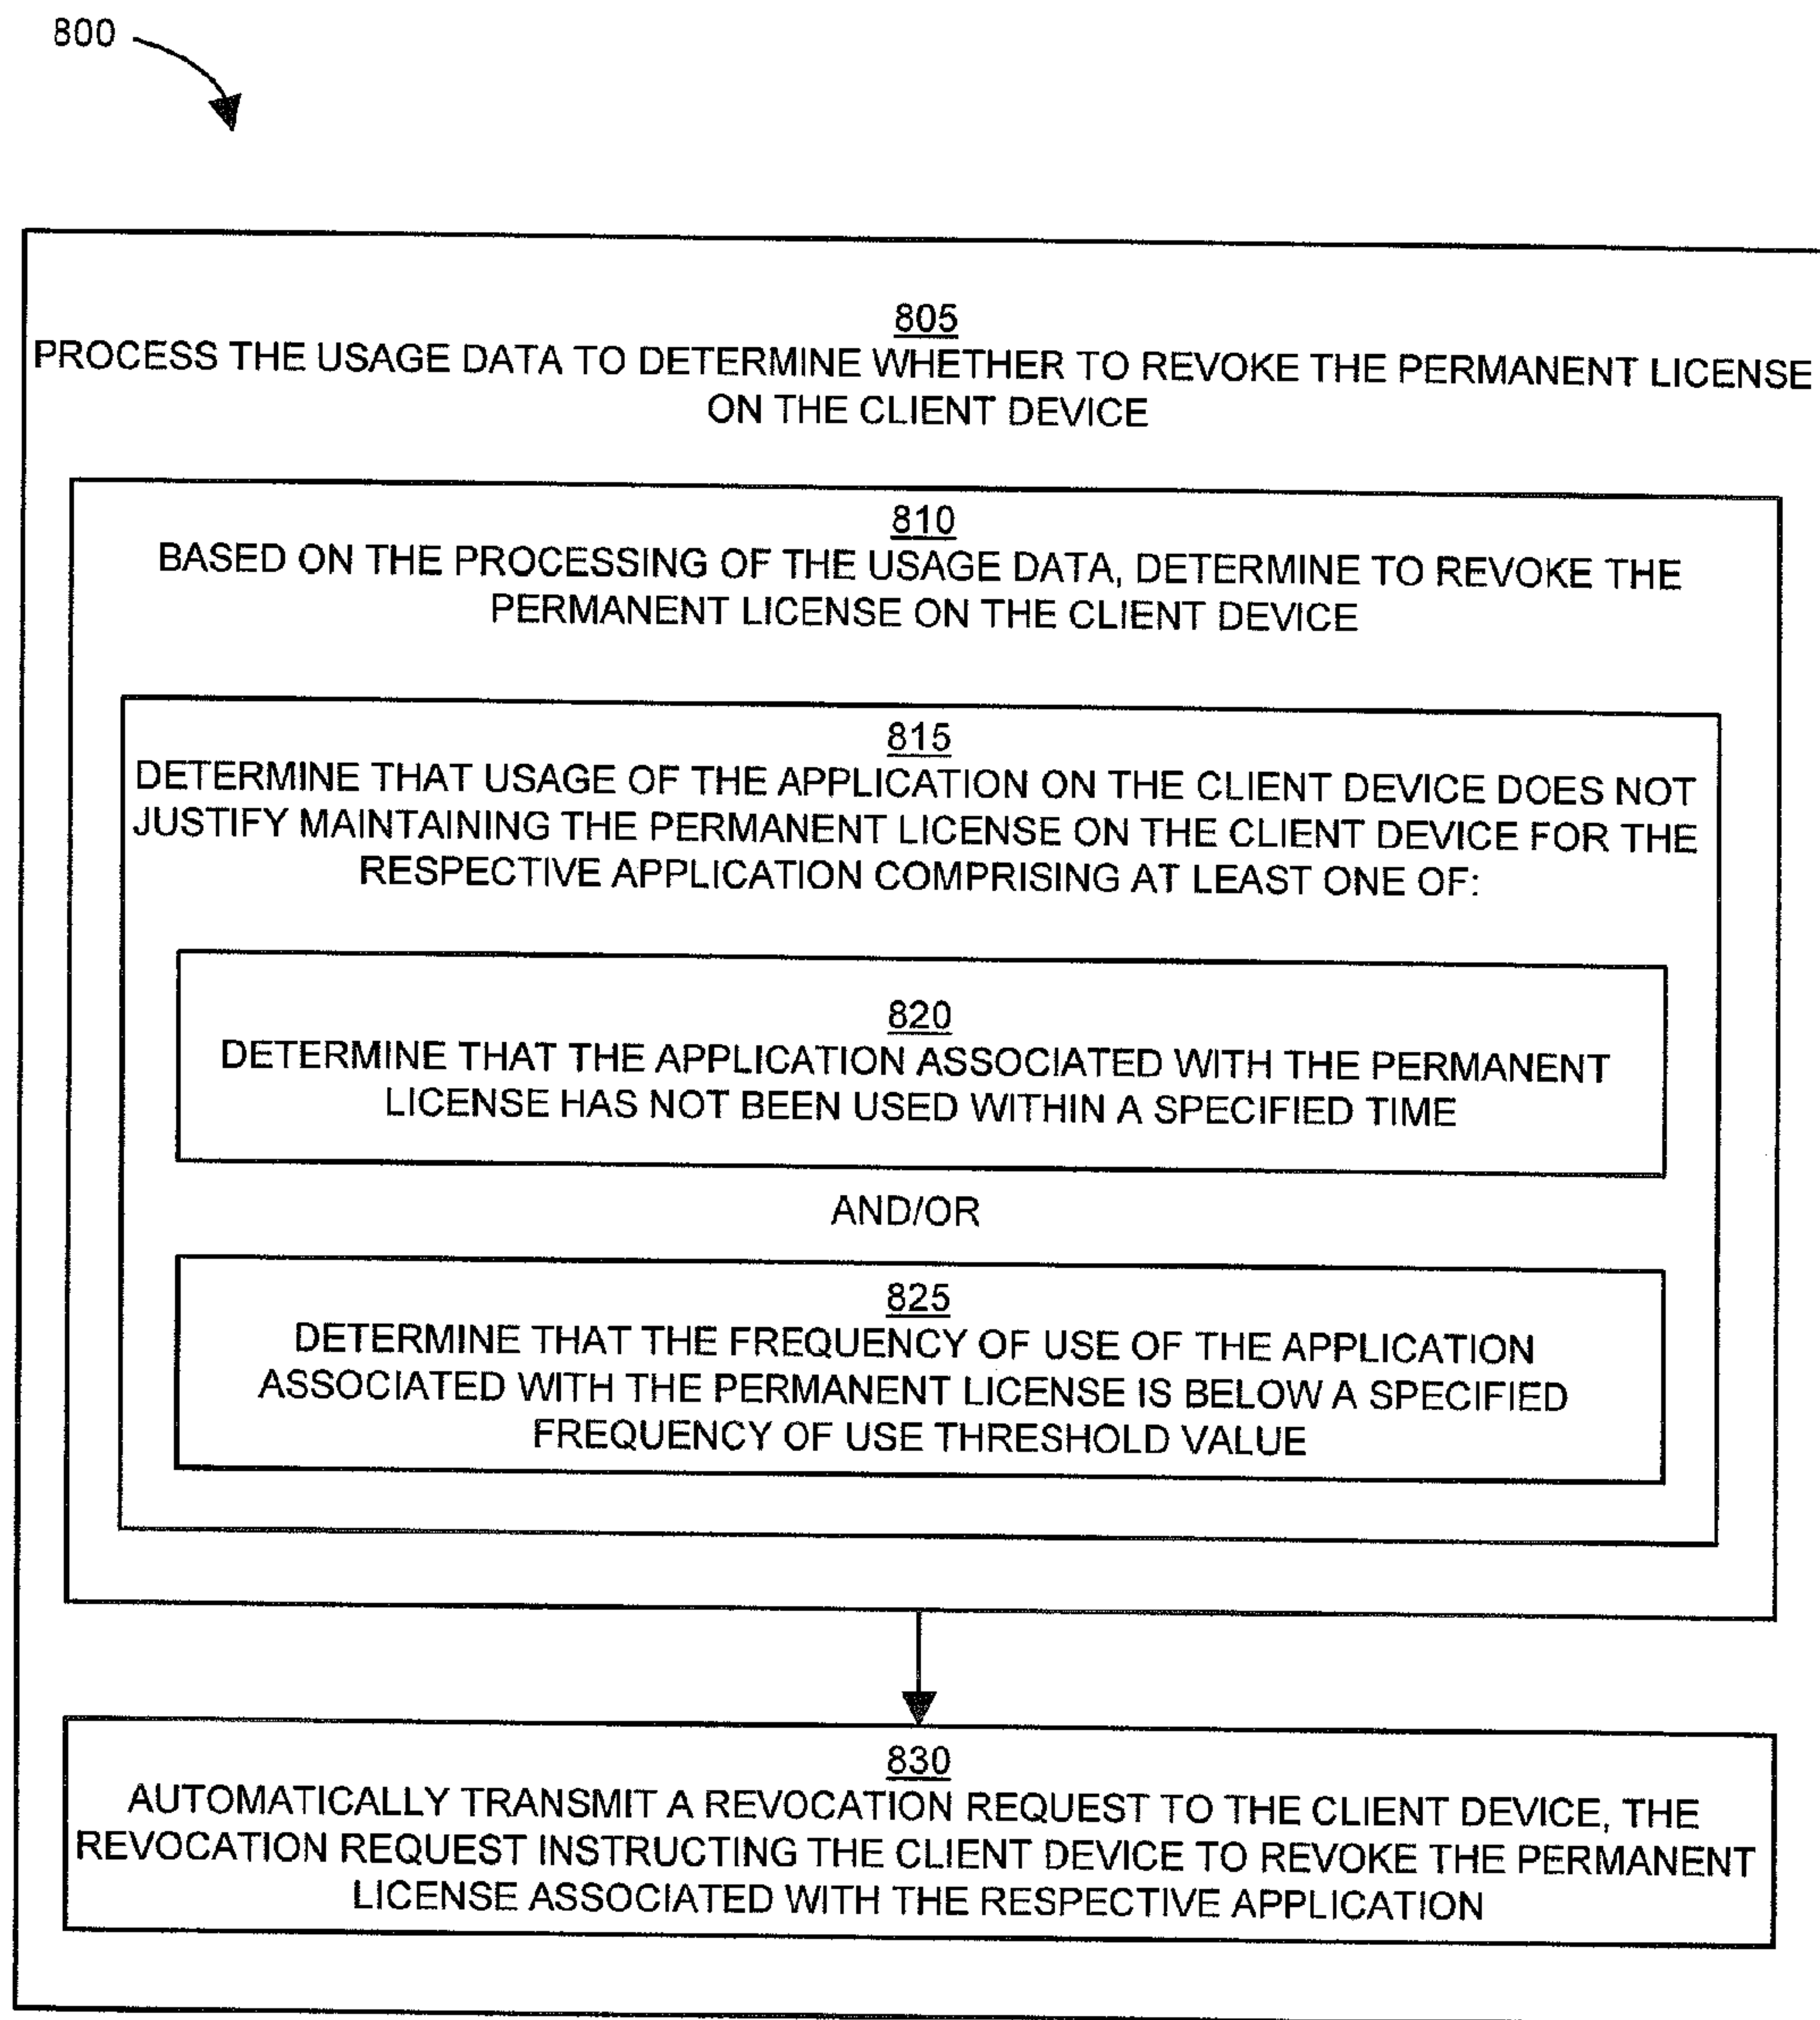 800
805
PROCESS THE USAGE DATA TO DETERMINE WHETHER TO REVOKE THE PERMANENT LICENSE
ON THE CLIENT DEVICE
810
BASED ON THE PROCESSING OF THE USAGE DATA, DETERMINE TO REVOKE THE
PERMANENT LICENSE ON THE CLIENT DEVICE
815
DETERMINE THAT USAGE OF THE APPLICATION ON THE CLIENT DEVICE DOES NOT
JUSTIFY MAINTAINING THE PERMANENT LICENSE ON THE CLIENT DEVICE FOR THE
RESPECTIVE APPLICATION COMPRISING AT LEAST ONE OF:
820
DETERMINE THAT THE APPLICATION ASSOCIATED WITH THE PERMANENT
LICENSE HAS NOT BEEN USED WITHIN A SPECIFIED TIME
AND/OR
825
DETERMINE THAT THE FREQUENCY OF USE OF THE APPLICATION
ASSOCIATED WITH THE PERMANENT LICENSE IS BELOW A SPECIFIED
FREQUENCY OF USE THRESHOLD VALUE
830
AUTOMATICALLY TRANSMIT A REVOCATION REQUEST TO THE CLIENT DEVICE, THE
REVOCATION REQUEST INSTRUCTING THE CLIENT DEVICE TO REVOKE THE PERMANENT
LICENSE ASSOCIATED WITH THE RESPECTIVE APPLICATION